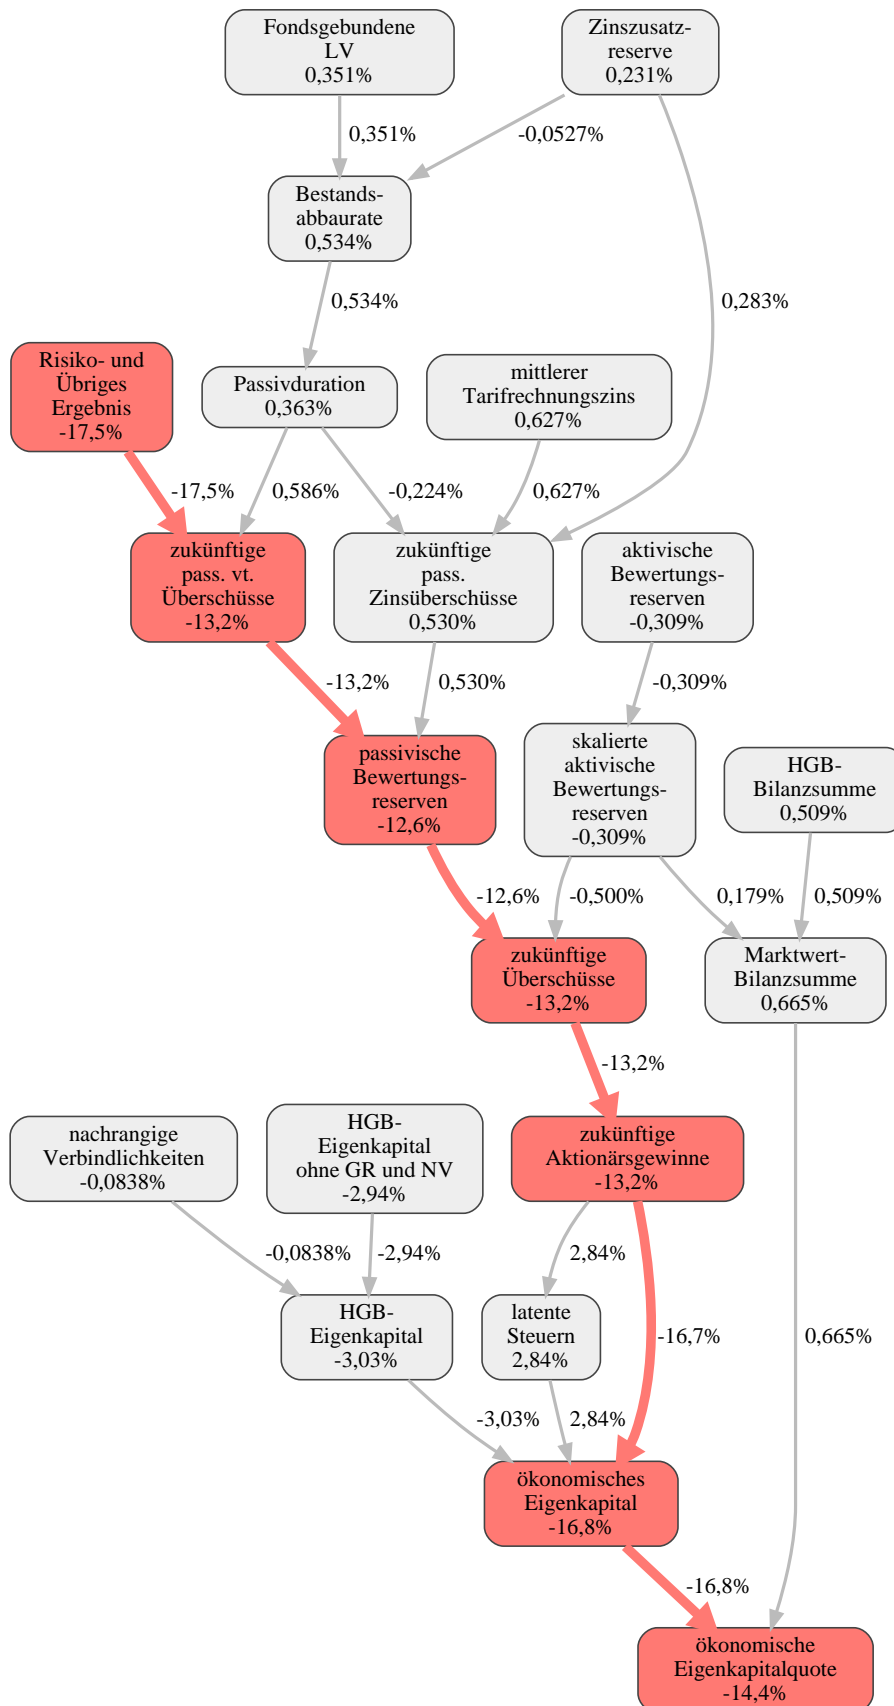 Fondsgebundene
LV
0,351%
Zinszusatz-
reserve
0,231%
0,351%
-0,0527%
Bestands-
abbaurate
0,534%
0,534%
0,283%
Risiko- und
Übriges
Ergebnis
-17,5%
Passivduration
0,363%
mittlerer
Tarifrechnungszins
0,627%
-17,5%
0,586%
-0,224%
0,627%
zukünftige
pass. vt.
Überschüsse
-13,2%
zukünftige
pass.
Zinsüberschüsse
0,530%
aktivische
Bewertungs-
reserven
-0,309%
-13,2%
0,530%
-0,309%
passivische
Bewertungs-
reserven
-12,6%
skalierte
aktivische
Bewertungs-
reserven
-0,309%
HGB-
Bilanzsumme
0,509%
-12,6%
-0,500%
0,179%
0,509%
zukünftige
Überschüsse
-13,2%
Marktwert-
Bilanzsumme
0,665%
-13,2%
nachrangige
Verbindlichkeiten
-0,0838%
HGB-
Eigenkapital
ohne GR und NV
-2,94%
zukünftige
Aktionärsgewinne
-13,2%
-0,0838%
-2,94%
2,84%
-16,7%
0,665%
HGB-
Eigenkapital
-3,03%
latente
Steuern
2,84%
-3,03%
2,84%
ökonomisches
Eigenkapital
-16,8%
-16,8%
ökonomische
Eigenkapitalquote
-14,4%